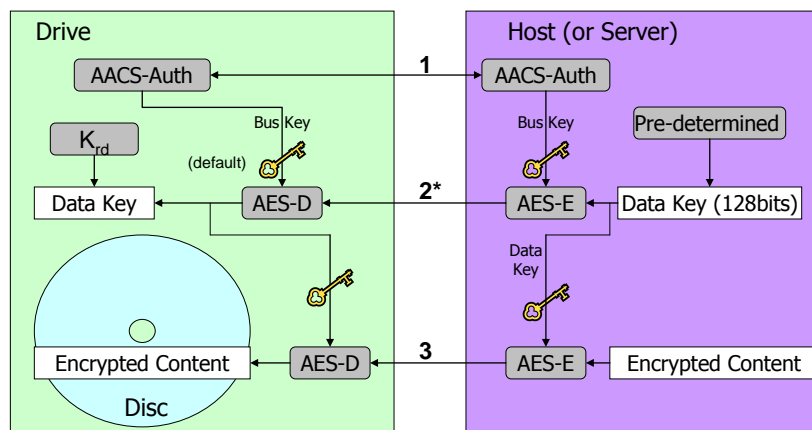 Drive
Host (or Server)
AACS-Auth
1
AACS-Auth
Bus Key
Bus Key
Krd
Pre-determined
(default)
Data Key
AES-D
2*
AES-E
Data Key (128bits)
Data
Key
Encrypted Content
AES-D
3
AES-E
Encrypted Content
Disc